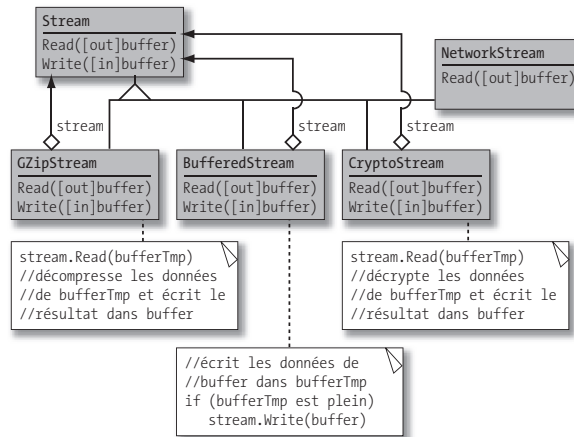 Stream
Read([out]buffer)
Write([in]buffer)
NetworkStream
Read([out]buffer)
stream
stream
stream
GZipStream
Read([out]buffer)
Write([in]buffer)
BufferedStream
Read([out]buffer)
Write([in]buffer)
CryptoStream
Read([out]buffer)
Write([in]buffer)
stream.Read(bufferTmp)
//décompresse les données
//de bufferTmp et écrit le
//résultat dans buffer
stream.Read(bufferTmp)
//décrypte les données
//de bufferTmp et écrit le
//résultat dans buffer
//écrit les données de
//buffer dans bufferTmp
if (bufferTmp est plein)
stream.Write(buffer)